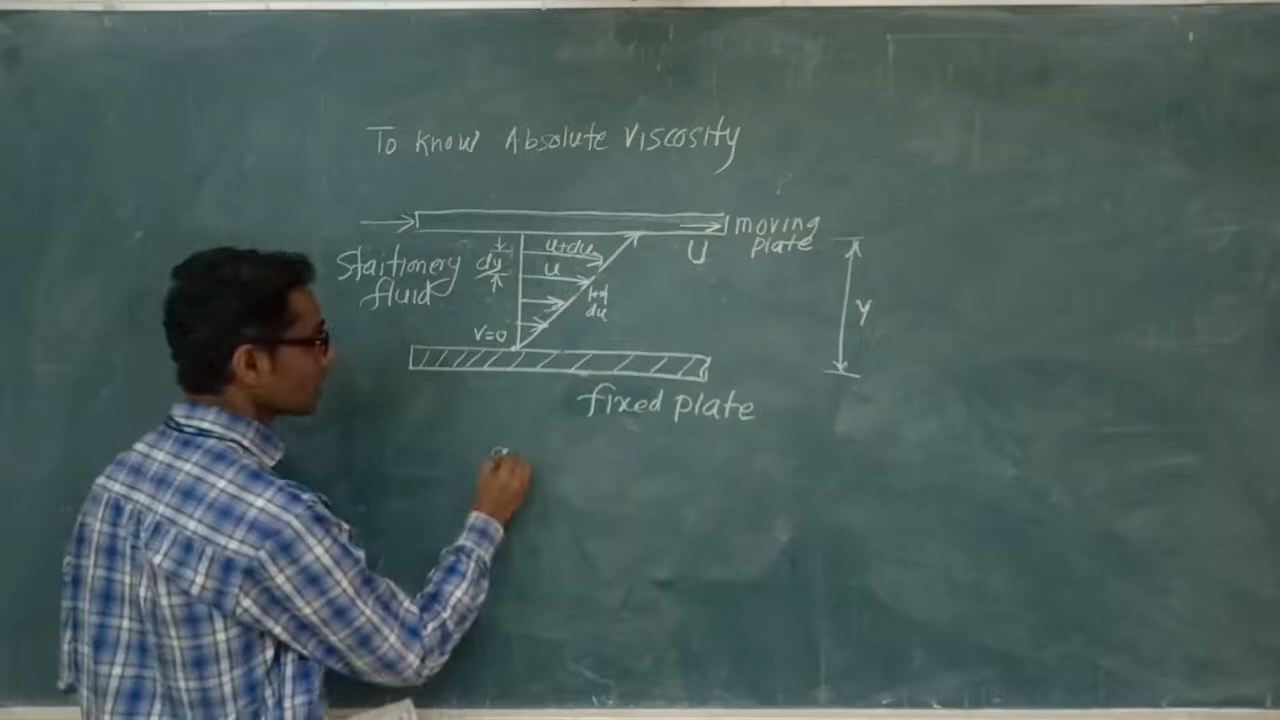 To Know Absolute Viscosity
moving
plate
U
Staitionery
fluid
dy
u+du
u
du
V=0
Y
fixed plate